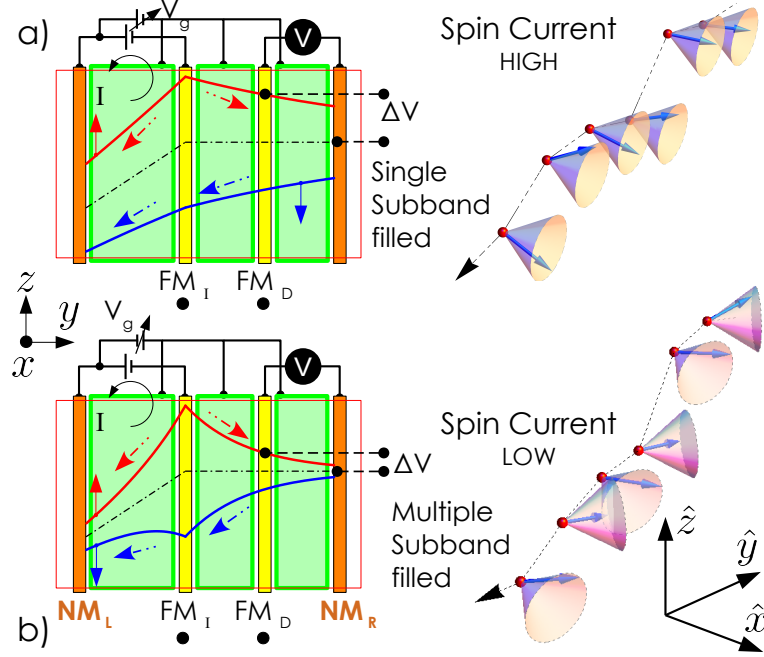 a)
V g
V
I
ΔV
Spin Current
HIGH
Single
Subband
filled
FM I
FM D
z
y
x
V g
V
I
ΔV
Spin Current
LOW
Multiple
Subband
filled
ẑ
ŷ
x̂
b)
NM L
FM I
FM D
NM R